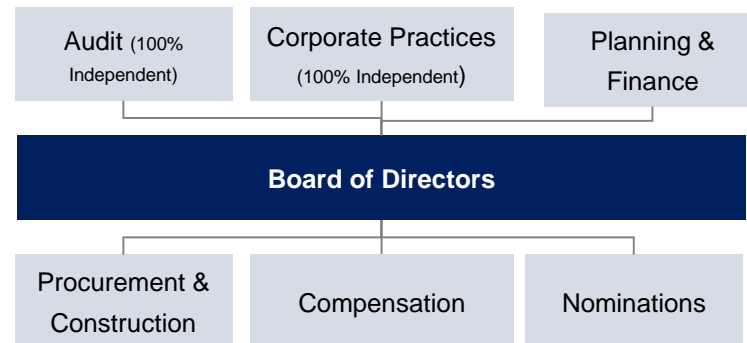 Audit (100%
Independent)
Corporate Practices
(100% Independent)
Planning &
Finance
Board of Directors
Procurement &
Construction
Compensation
Nominations